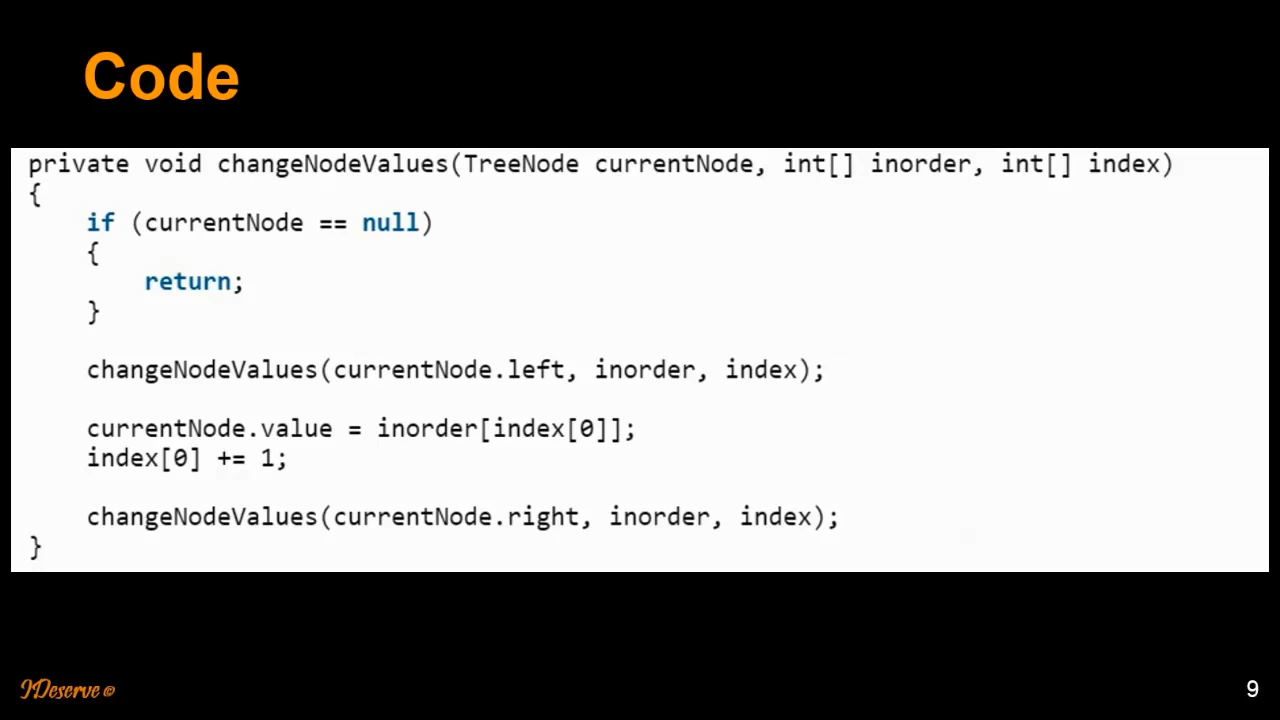 Code
private void changeNodeValues(TreeNode currentNode, int[] inorder, int[] index)
{
    if (currentNode == null)
    {
        return;
    }
    changeNodeValues(currentNode.left, inorder, index);
    currentNode.value = inorder[index[0]];
    index[0] += 1;
    changeNodeValues(currentNode.right, inorder, index);
}
IDeserve ©
9